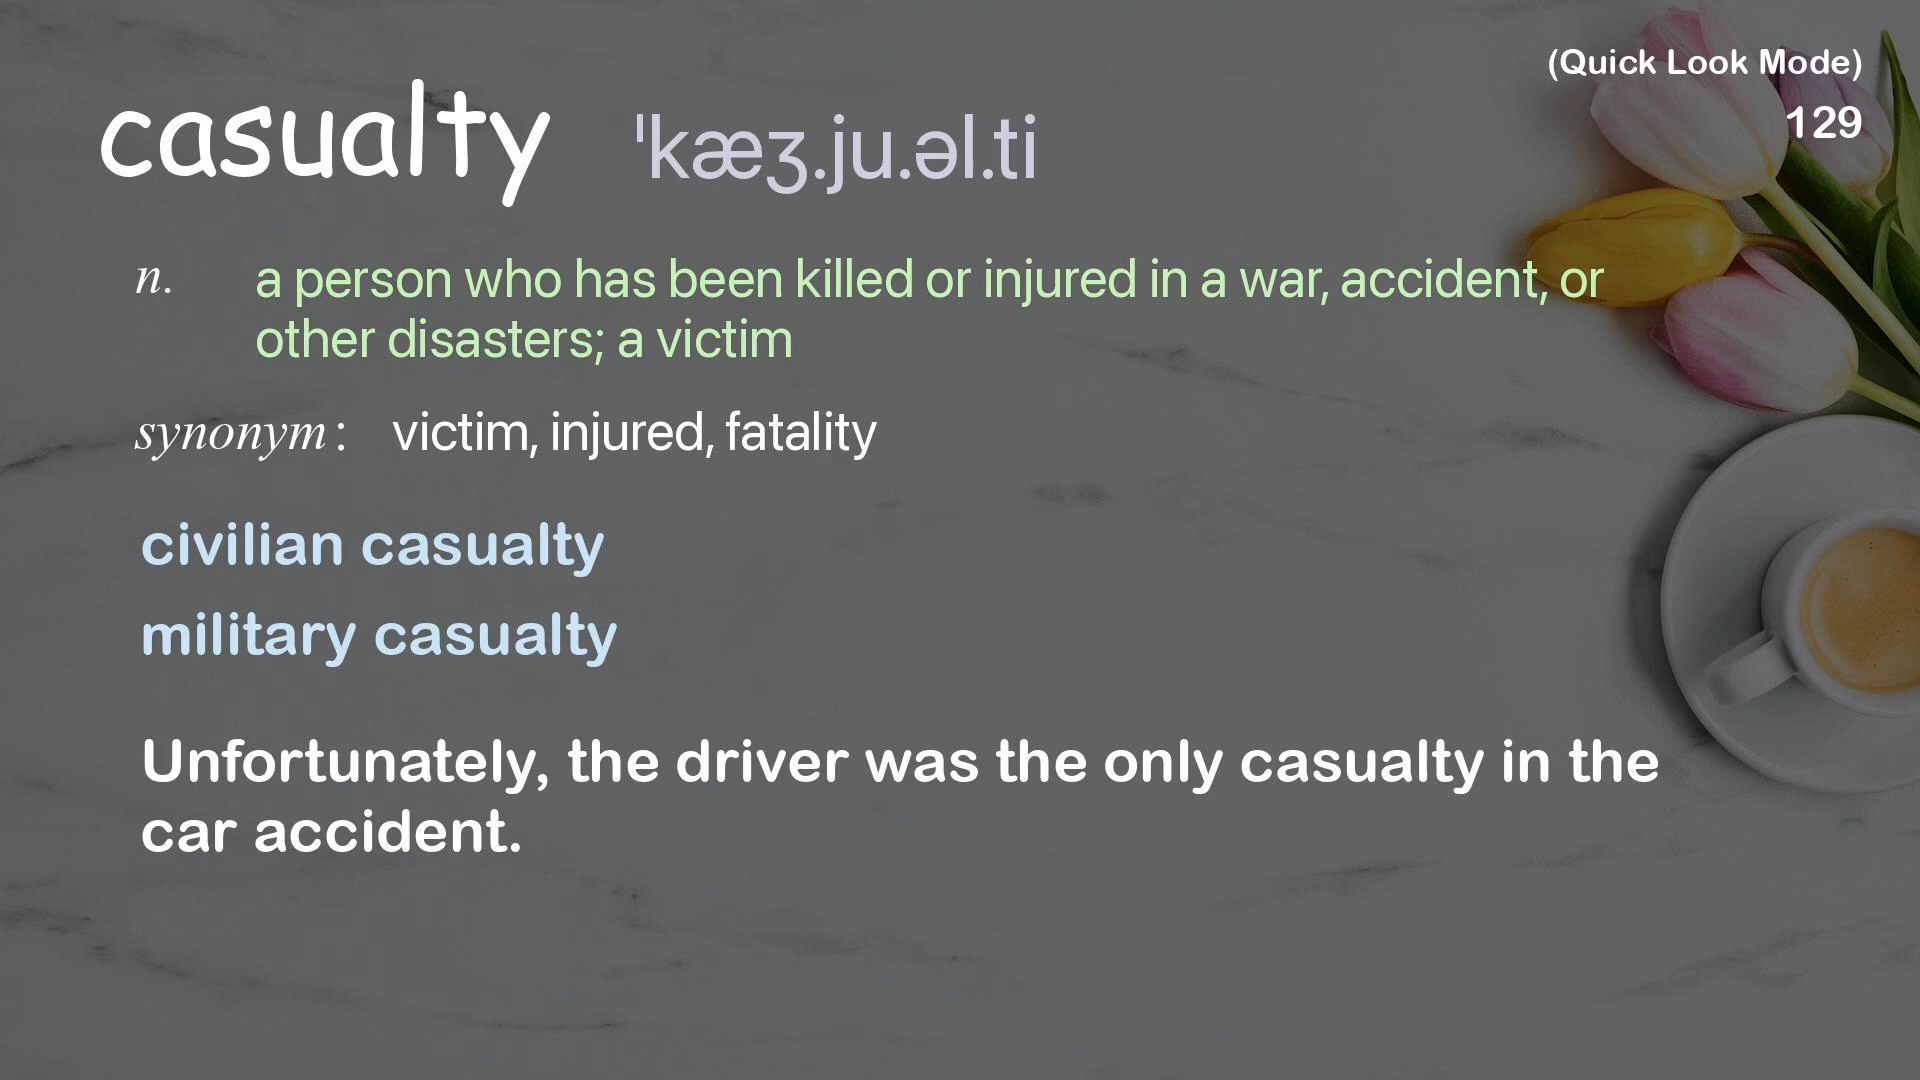 (Quick Look Mode)
129
casualty ˈkæʒ.ju.əl.ti
n. a person who has been killed or injured in a war, accident, or
other disasters; a victim
synonym: victim, injured, fatality
civilian casualty
military casualty
Unfortunately, the driver was the only casualty in the
car accident.